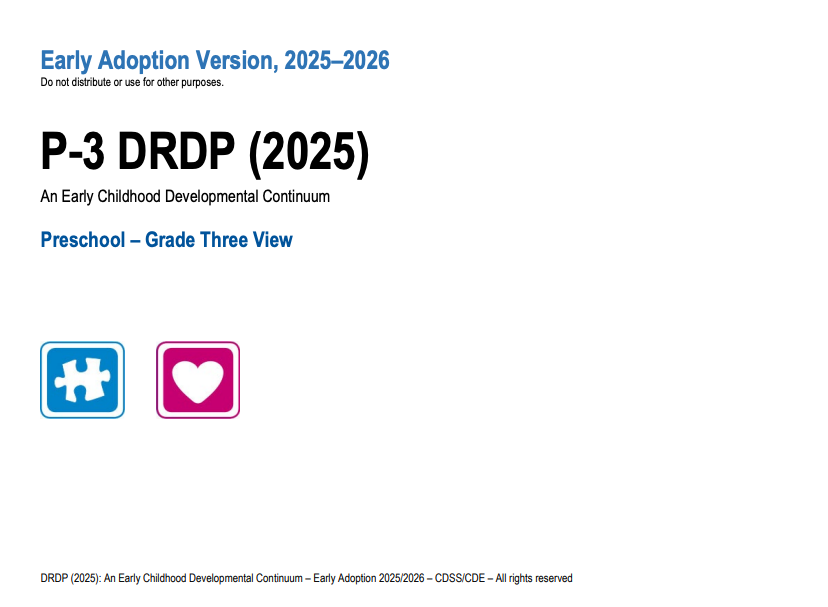 Early Adoption Version, 2025–2026
Do not distribute or use for other purposes.
P-3 DRDP (2025)
An Early Childhood Developmental Continuum
Preschool – Grade Three View
DRDP (2025): An Early Childhood Developmental Continuum – Early Adoption 2025/2026 – CDSS/CDE – All rights reserved